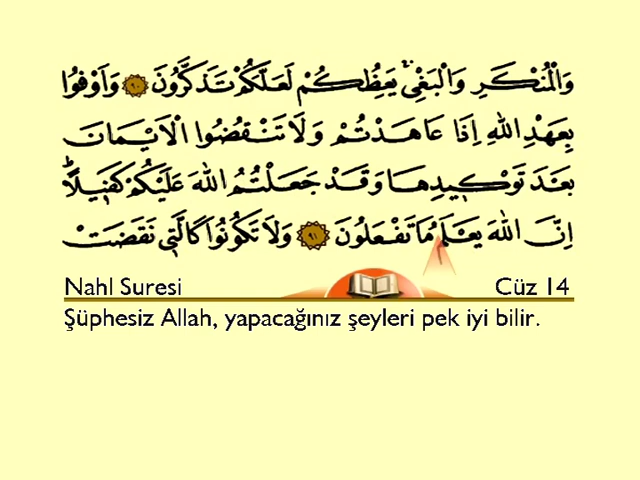 وَالْمُنْكَرِ وَالْبَغْيِۚ يَعِظُكُمْ لَعَلَّكُمْ تَذَكَّرُونَ ﴿٩٠﴾ وَاَوْفُوا
بِعَهْدِ اللّٰهِ اِذَا عَاهَدْتُمْ وَلَا تَنْقُضُوا الْاَيْمَانَ
بَعْدَ تَوْك۪يدِهَا وَقَدْ جَعَلْتُمُ اللّٰهَ عَلَيْكُمْ كَف۪يلًاۜ
اِنَّ اللّٰهَ يَعْلَمُ مَا تَفْعَلُونَ ﴿٩١﴾ وَلَا تَكُونُوا كَالَّت۪ي نَقَضَتْ
Nahl Suresi Cüz 14
Şüphesiz Allah, yapacağınız şeyleri pek iyi bilir.